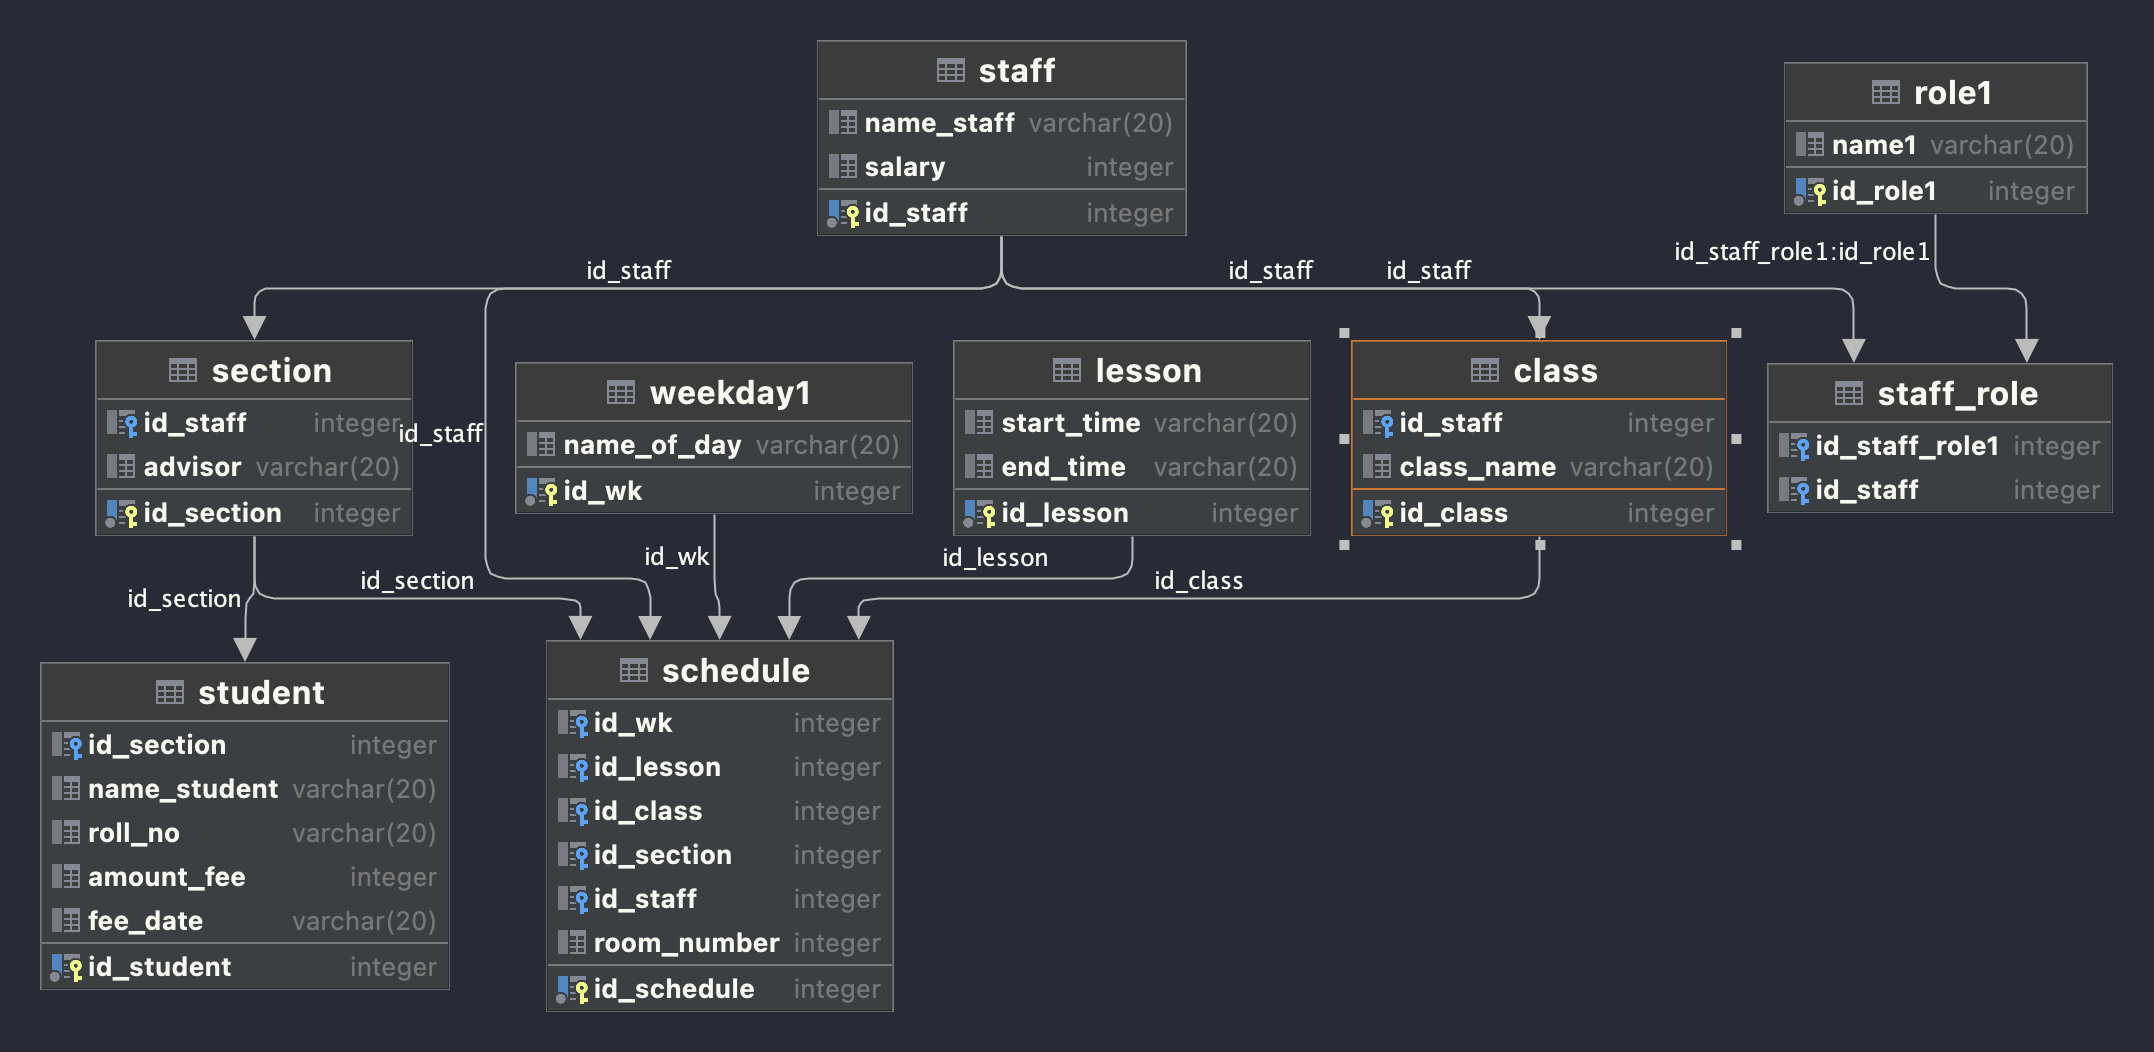 staff
name_staff varchar(20)
salary integer
id_staff integer
role1
name1 varchar(20)
id_role1 integer
id_staff
id_staff
id_staff
id_staff_role1:id_role1
section
id_staff integer
advisor varchar(20)
id_section integer
id_staff
weekday1
name_of_day varchar(20)
id_wk integer
lesson
start_time varchar(20)
end_time varchar(20)
id_lesson integer
class
id_staff integer
class_name varchar(20)
id_class integer
staff_role
id_staff_role1 integer
id_staff integer
id_section
id_section
id_wk
id_lesson
id_class
student
id_section integer
name_student varchar(20)
roll_no varchar(20)
amount_fee integer
fee_date varchar(20)
id_student integer
schedule
id_wk integer
id_lesson integer
id_class integer
id_section integer
id_staff integer
room_number integer
id_schedule integer